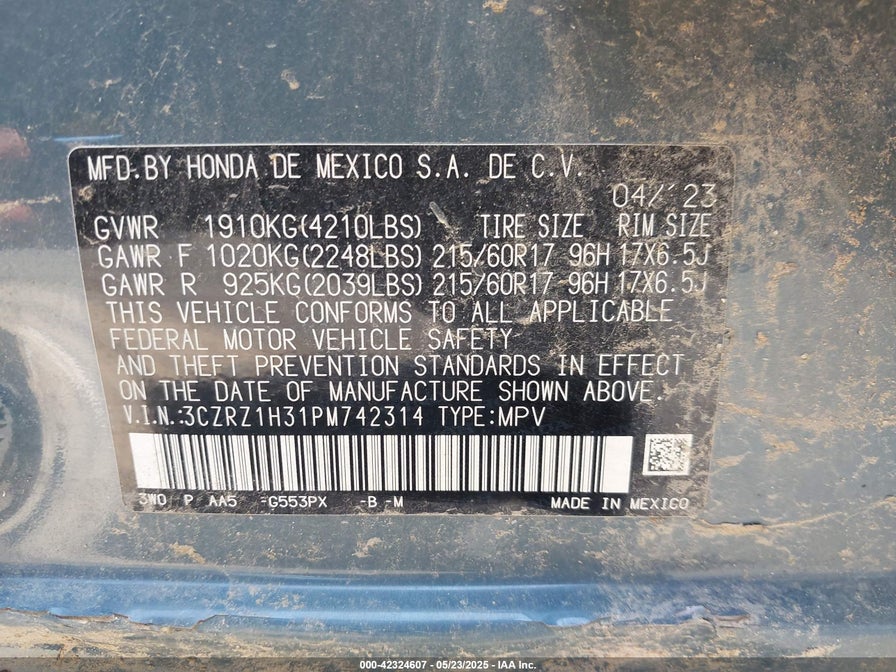 MFD.BY HONDA DE MEXICO S.A. DE C.V.
04/'23
GVWR 1910KG(4210LBS) TIRE SIZE RIM SIZE
GAWR F 1020KG(2248LBS) 215/60R17 96H 17X6.5J
GAWR R 925KG(2039LBS) 215/60R17 96H 17X6.5J
THIS VEHICLE CONFORMS TO ALL APPLICABLE
FEDERAL MOTOR VEHICLE SAFETY
AND THEFT PREVENTION STANDARDS IN EFFECT
ON THE DATE OF MANUFACTURE SHOWN ABOVE.
V.I.N.:3CZRZ1H31PM742314 TYPE:MPV
3W0 P AA5 -G553PX -B -M MADE IN MEXICO
000-42324607 - 05/23/2025 - IAA Inc.